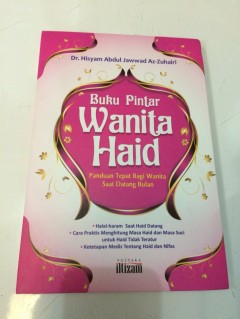 Dr. Hisyam Abdul Jawwad Az-Zuhairi
Buku Pintar
Wanita
Haid
Panduan Tepat Bagi Wanita
Saat Datang Bulan
• Halal-haram Saat Haid Datang
• Cara Praktis Menghitung Masa Haid dan Masa Suci
untuk Haid Tidak Teratur
• Ketetapan Medis Tentang Haid dan Nifas
PUSTAKA
iltizam